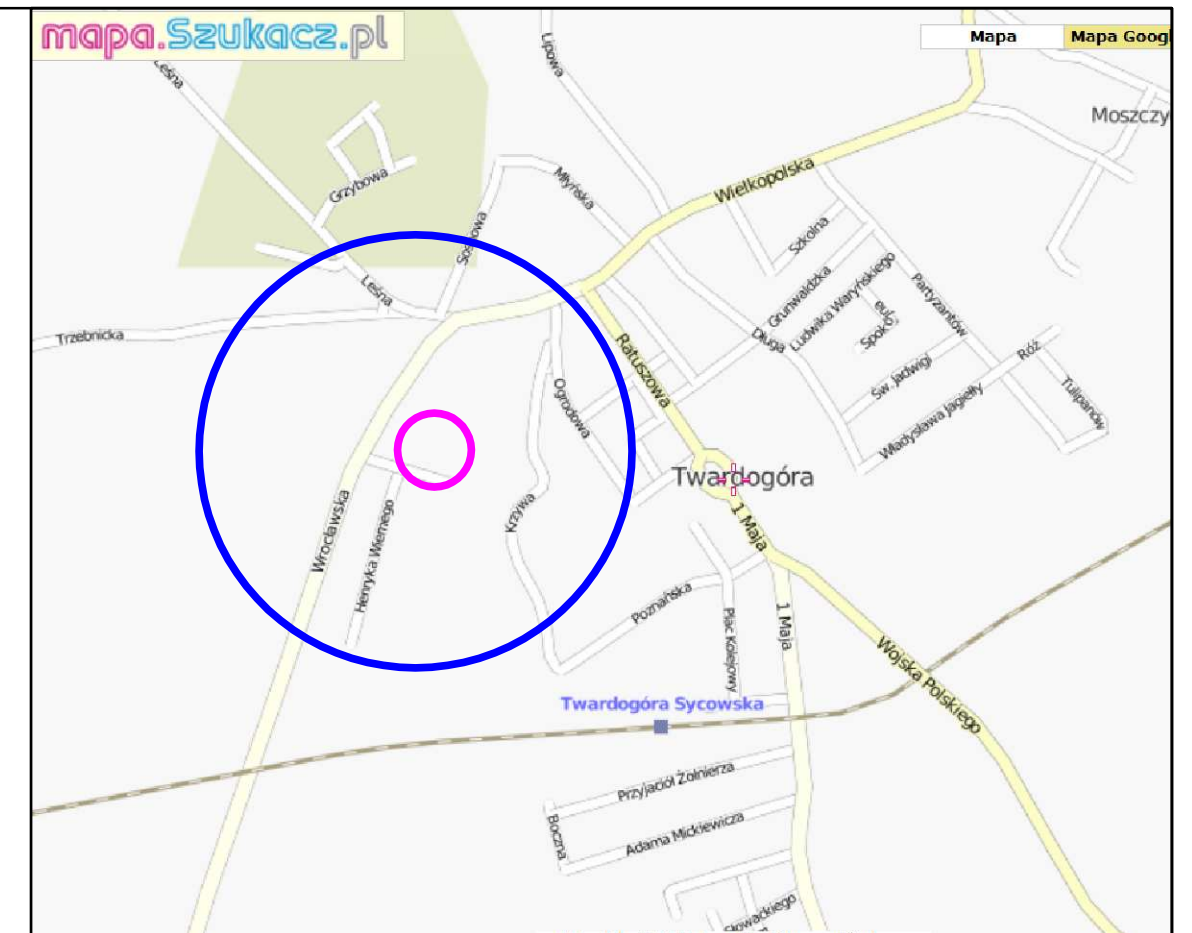 mapa.Szukacz.pl
Mapa
Mapa Googl
Leśna
Lipowa
Moszczy
Grzybowa
Młyńska
Wielkopolska
Sosnowa
Szkolna
Leśna
Grunwaldzka
Ludwika Waryńskiego
Partyzantów
Spokojna
Trzebnicka
Długa
Ratuszowa
Róż
Św. Jadwigi
Tulipanów
Ogrodowa
Władysława Jagiełły
Twardogóra
Wrocławska
Krzywa
1 Maja
Henryka Wiernego
Poznańska
Plac Kolejowy
1 Maja
Wojska Polskiego
Twardogóra Sycowska
Przyjaciół Żołnierza
Boczna
Adama Mickiewicza
Słowackiego